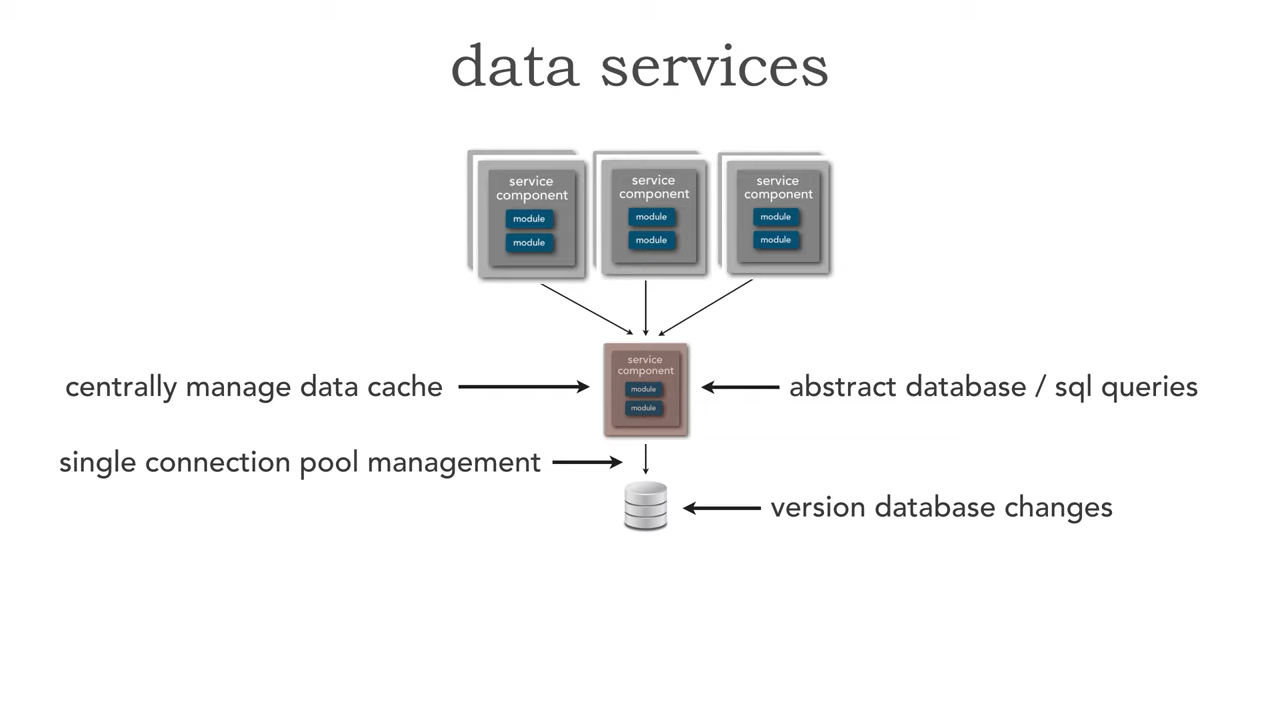 data services
service
component
module
module
service
component
module
module
service
component
module
module
service
component
module
module
centrally manage data cache
abstract database / sql queries
single connection pool management
version database changes